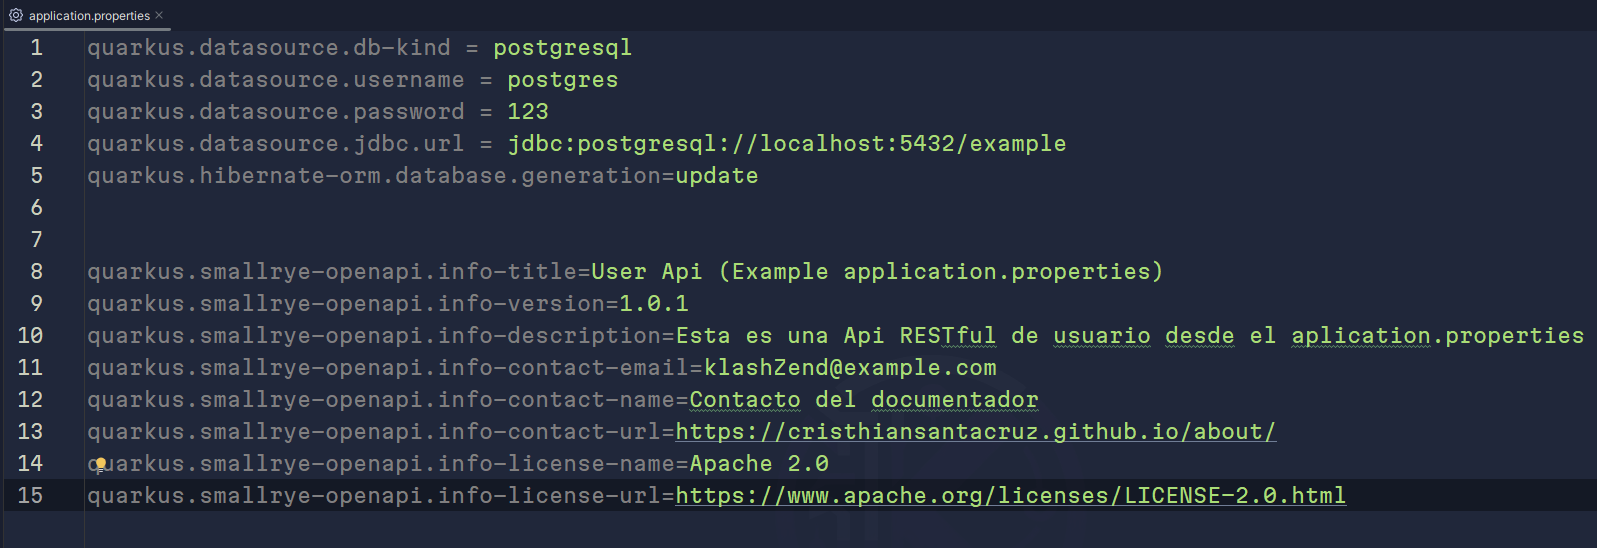 application.properties
1 quarkus.datasource.db-kind = postgresql
2 quarkus.datasource.username = postgres
3 quarkus.datasource.password = 123
4 quarkus.datasource.jdbc.url = jdbc:postgresql://localhost:5432/example
5 quarkus.hibernate-orm.database.generation=update
6
7
8 quarkus.smallrye-openapi.info-title=User Api (Example application.properties)
9 quarkus.smallrye-openapi.info-version=1.0.1
10 quarkus.smallrye-openapi.info-description=Esta es una Api RESTful de usuario desde el aplication.properties
11 quarkus.smallrye-openapi.info-contact-email=klashZend@example.com
12 quarkus.smallrye-openapi.info-contact-name=Contacto del documentador
13 quarkus.smallrye-openapi.info-contact-url=https://cristhiansantacruz.github.io/about/
14 quarkus.smallrye-openapi.info-license-name=Apache 2.0
15 quarkus.smallrye-openapi.info-license-url=https://www.apache.org/licenses/LICENSE-2.0.html